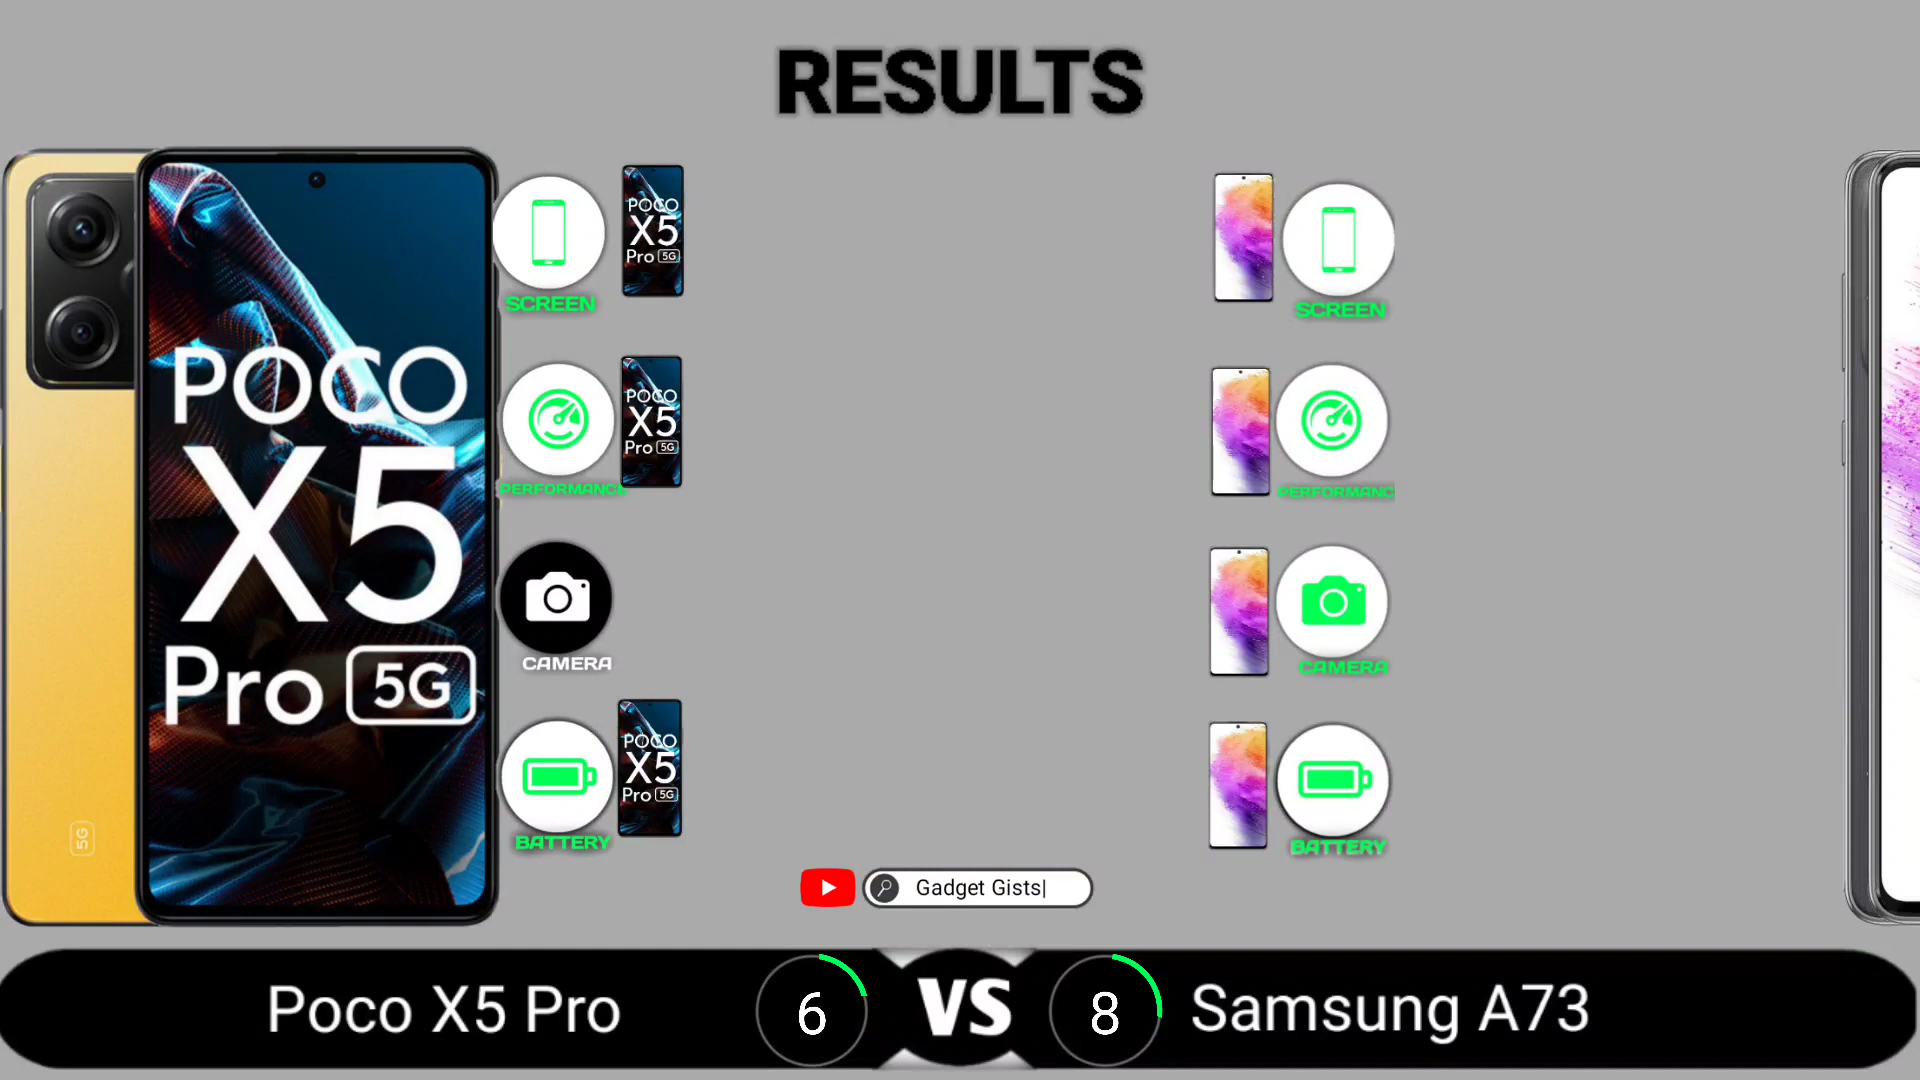 RESULTS
POCO
X5
Pro 5G
5G
SCREEN
POCO
X5
Pro 5G
PERFORMANCE
POCO
X5
Pro 5G
CAMERA
BATTERY
POCO
X5
Pro 5G
SCREEN
PERFORMANC
CAMERA
BATTERY
Gadget Gists|
Poco X5 Pro
6
VS
8
Samsung A73